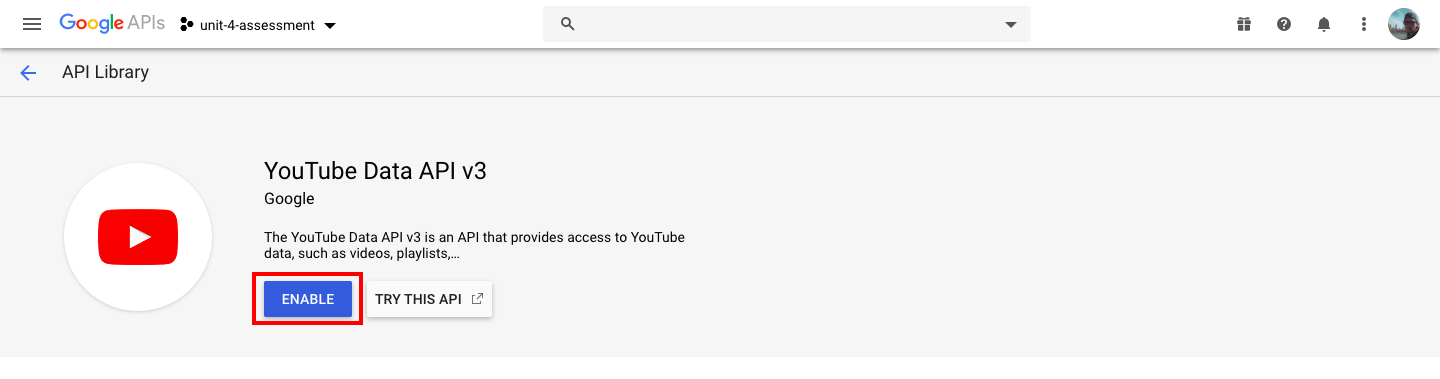 Google APIs unit-4-assessment
API Library
YouTube Data API v3
Google
The YouTube Data API v3 is an API that provides access to YouTube
data, such as videos, playlists,...
ENABLE TRY THIS API